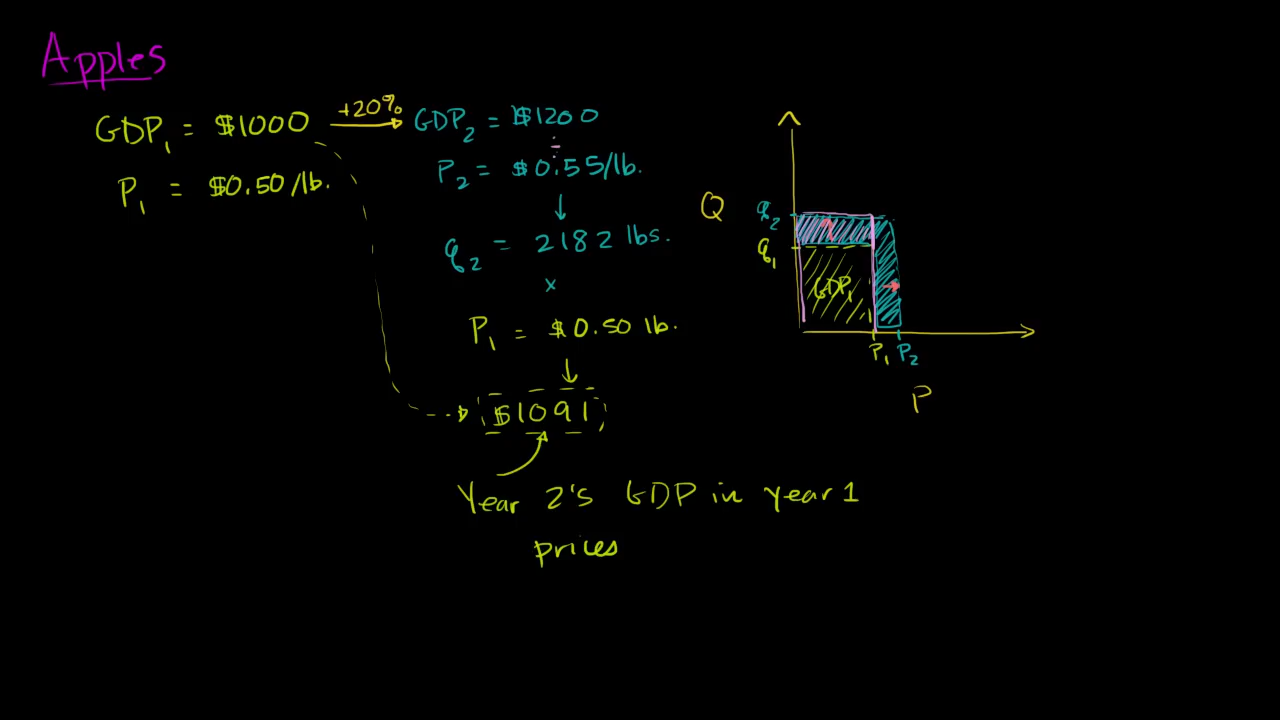 Apples
GDP₁ = $1000 +20% GDP₂ = $1200
÷
P₁ = $0.50/lb. P₂ = $0.55/lb.
q₂ = 2182 lbs.
x
P₁ = $0.50 lb.
$1091
Year 2's GDP in year 1
prices
Q
q₂
q₁
GDP₁
P₁ P₂
P